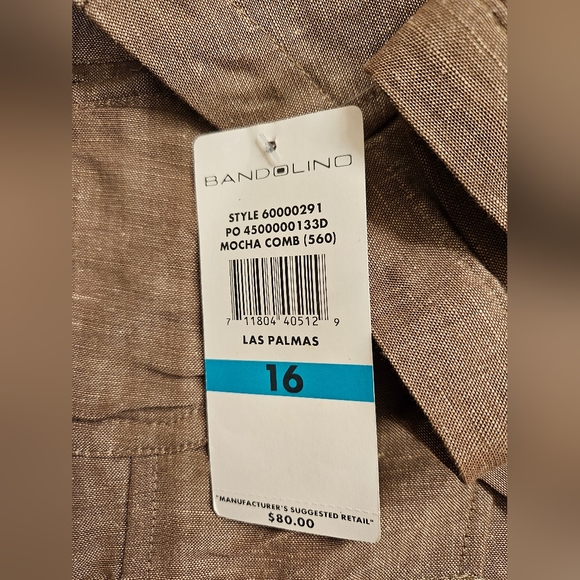 BANDOLINO
STYLE 60000291
PO 4500000133D
MOCHA COMB (560)
7 11804 40512 9
LAS PALMAS
16
"MANUFACTURER'S SUGGESTED RETAIL"
$80.00